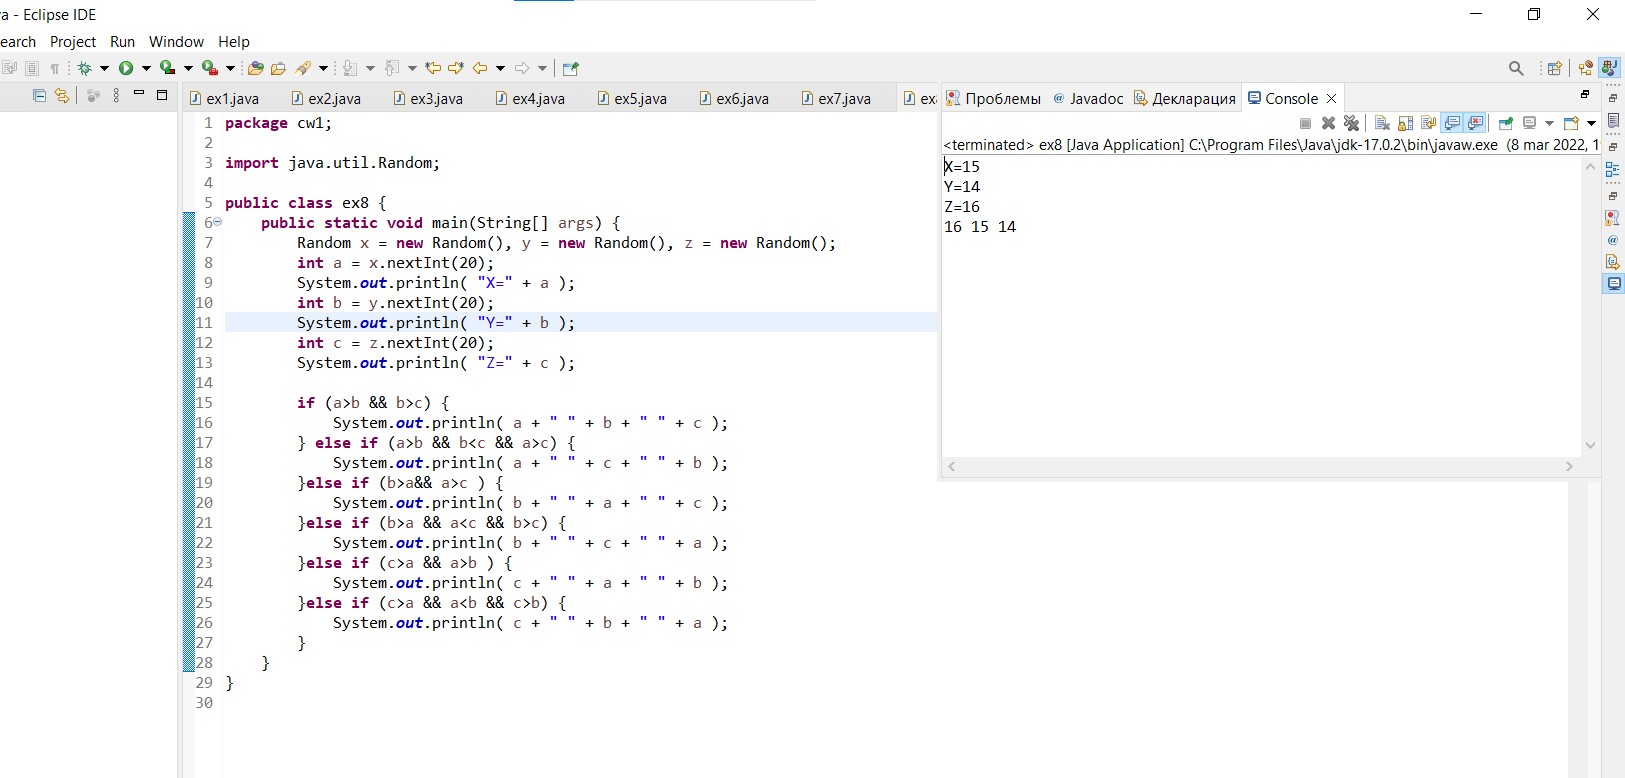 a - Eclipse IDE
earch Project Run Window Help
ex1.java ex2.java ex3.java ex4.java ex5.java ex6.java ex7.java ex
1 package cw1;
2
3 import java.util.Random;
4
5 public class ex8 {
6 public static void main(String[] args) {
7 Random x = new Random(), y = new Random(), z = new Random();
8 int a = x.nextInt(20);
9 System.out.println( "X=" + a );
10 int b = y.nextInt(20);
11 System.out.println( "Y=" + b );
12 int c = z.nextInt(20);
13 System.out.println( "Z=" + c );
14
15 if (a>b && b>c) {
16 System.out.println( a + " " + b + " " + c );
17 } else if (a>b && b<c && a>c) {
18 System.out.println( a + " " + c + " " + b );
19 }else if (b>a&& a>c ) {
20 System.out.println( b + " " + a + " " + c );
21 }else if (b>a && a<c && b>c) {
22 System.out.println( b + " " + c + " " + a );
23 }else if (c>a && a>b ) {
24 System.out.println( c + " " + a + " " + b );
25 }else if (c>a && a<b && c>b) {
26 System.out.println( c + " " + b + " " + a );
27 }
28 }
29 }
30
Проблемы @ Javadoc Декларация Console
<terminated> ex8 [Java Application] C:\Program Files\Java\jdk-17.0.2\bin\javaw.exe (8 mar 2022, 1
X=15
Y=14
Z=16
16 15 14